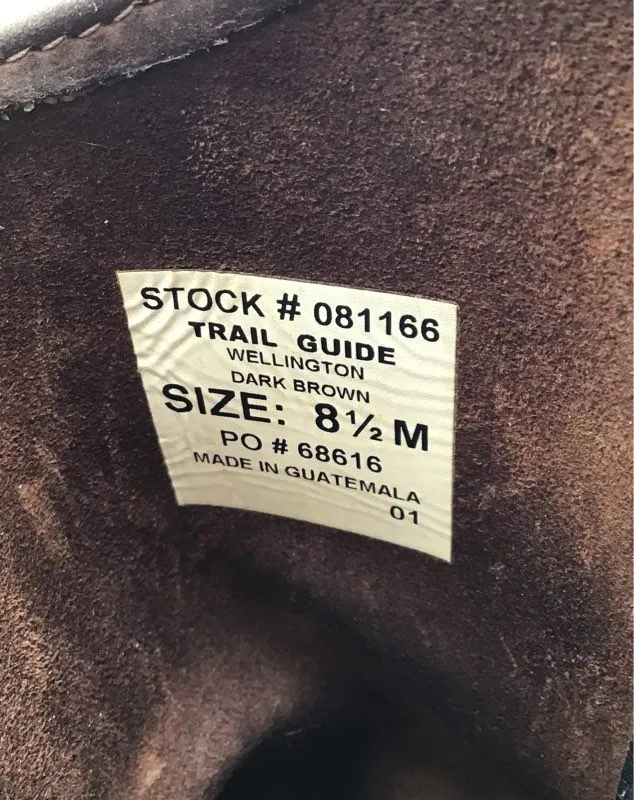 STOCK # 081166
TRAIL GUIDE
WELLINGTON
DARK BROWN
SIZE: 8½ M
PO # 68616
MADE IN GUATEMALA
01